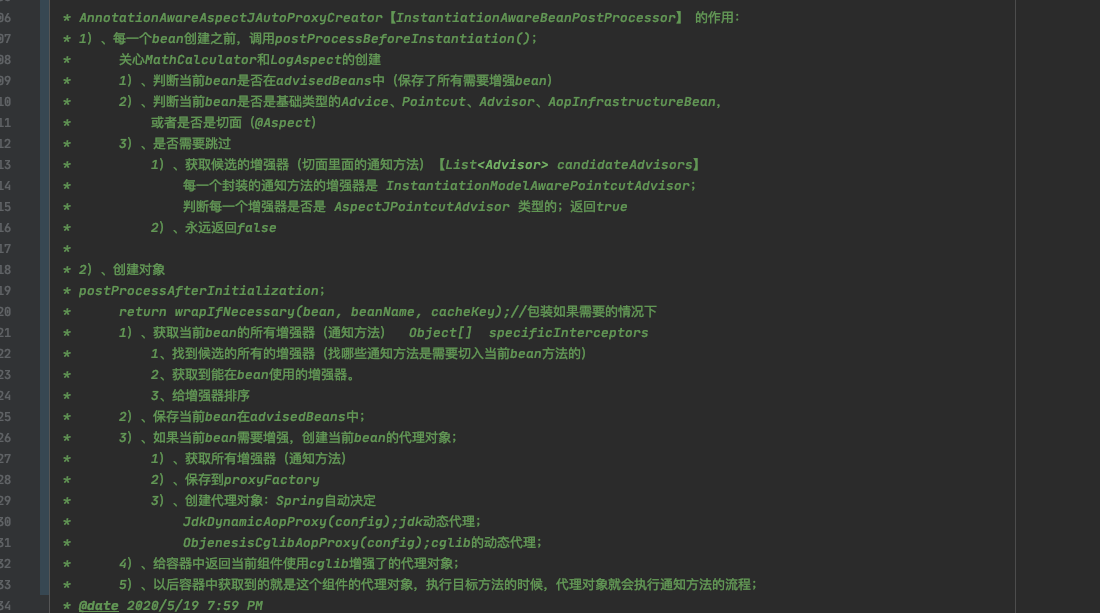 06 * AnnotationAwareAspectJAutoProxyCreator【InstantiationAwareBeanPostProcessor】 的作用：
07 * 1）、每一个bean创建之前，调用postProcessBeforeInstantiation();
08 * 关心MathCalculator和LogAspect的创建
09 * 1）、判断当前bean是否在advisedBeans中（保存了所有需要增强bean）
10 * 2）、判断当前bean是否是基础类型的Advice、Pointcut、Advisor、AopInfrastructureBean,
11 * 或者是否是切面（@Aspect）
12 * 3）、是否需要跳过
13 * 1）、获取候选的增强器（切面里面的通知方法）【List<Advisor> candidateAdvisors】
14 * 每一个封装的通知方法的增强器是 InstantiationModelAwarePointcutAdvisor;
15 * 判断每一个增强器是否是 AspectJPointcutAdvisor 类型的；返回true
16 * 2）、永远返回false
17 *
18 * 2）、创建对象
19 * postProcessAfterInitialization;
20 * return wrapIfNecessary(bean, beanName, cacheKey);//包装如果需要的情况下
21 * 1）、获取当前bean的所有增强器（通知方法） Object[] specificInterceptors
22 * 1、找到候选的所有的增强器（找哪些通知方法是需要切入当前bean方法的）
23 * 2、获取到能在bean使用的增强器。
24 * 3、给增强器排序
25 * 2）、保存当前bean在advisedBeans中；
26 * 3）、如果当前bean需要增强，创建当前bean的代理对象；
27 * 1）、获取所有增强器（通知方法）
28 * 2）、保存到proxyFactory
29 * 3）、创建代理对象：Spring自动决定
30 * JdkDynamicAopProxy(config);jdk动态代理；
31 * ObjenesisCglibAopProxy(config);cglib的动态代理；
32 * 4）、给容器中返回当前组件使用cglib增强了的代理对象；
33 * 5）、以后容器中获取到的就是这个组件的代理对象，执行目标方法的时候，代理对象就会执行通知方法的流程；
34 * @date 2020/5/19 7:59 PM